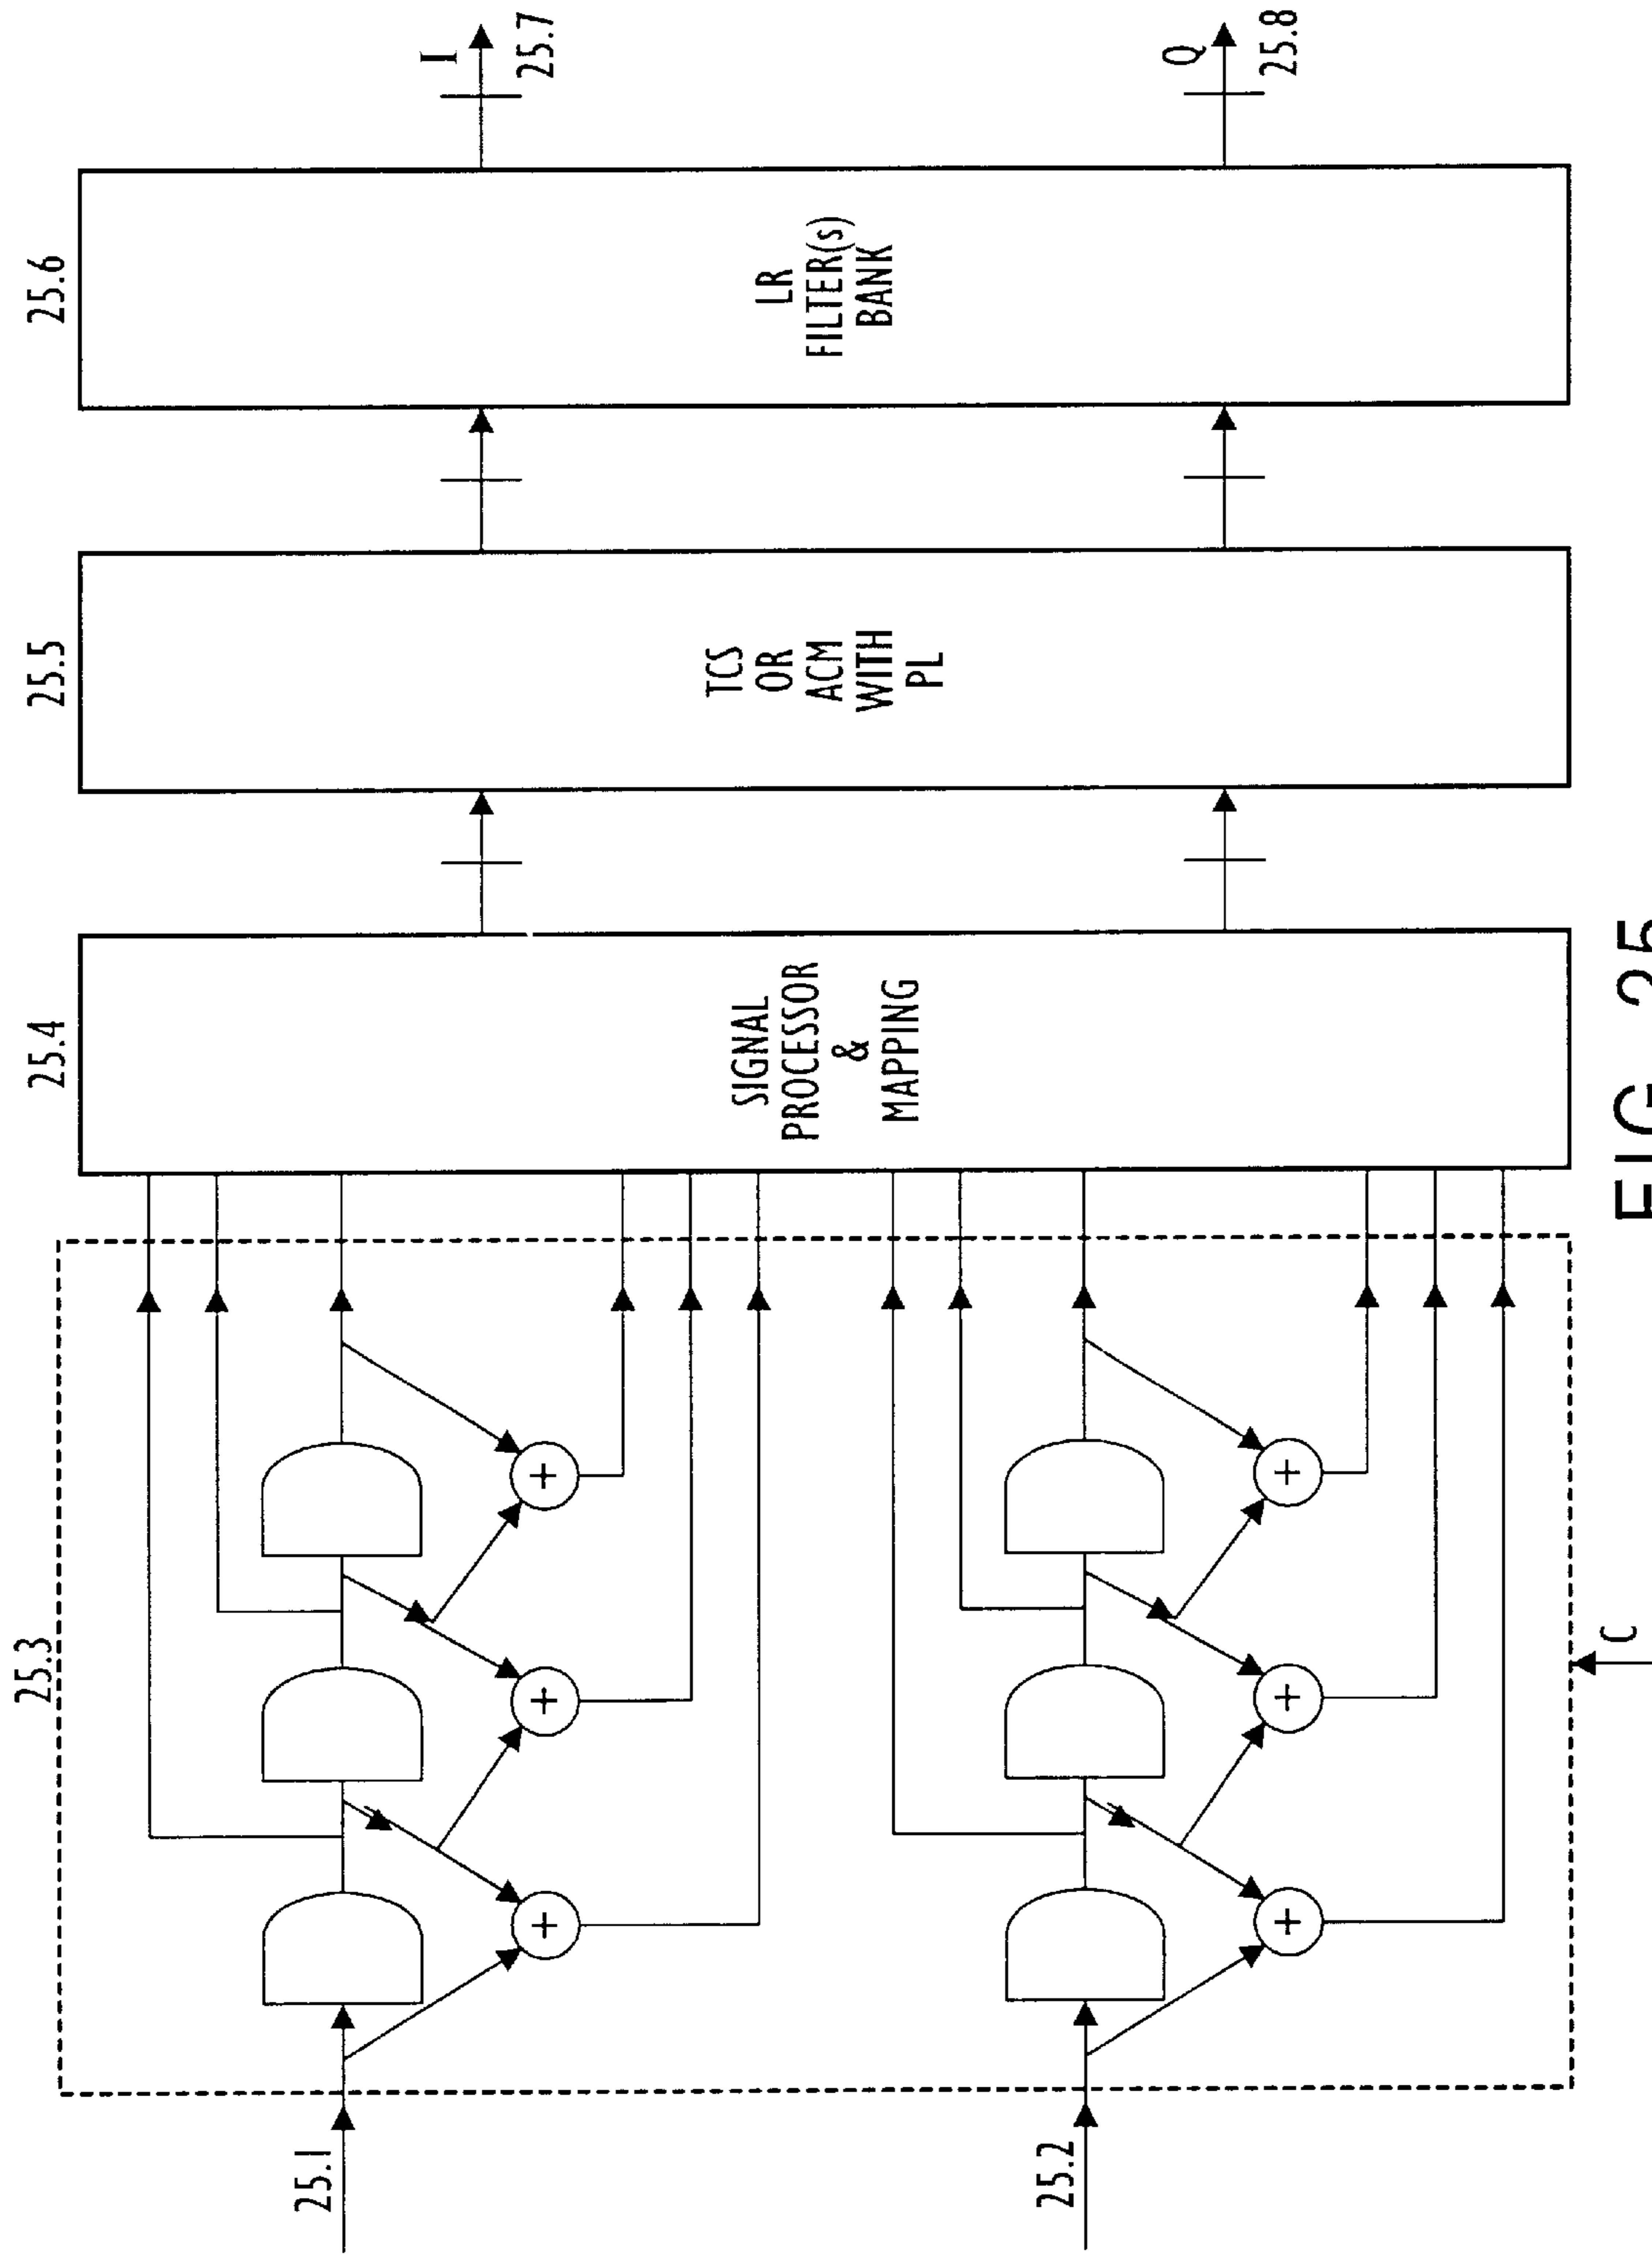 25.3
25.4
25.5
25.6
25.1
25.2
SIGNAL
PROCESSOR
&
MAPPING
TCS
OR
ACM
WITH
PL
LR
FILTER(s)
BANK
I
25.7
Q
25.8
+
+
+
+
+
+
C
FIG. 25